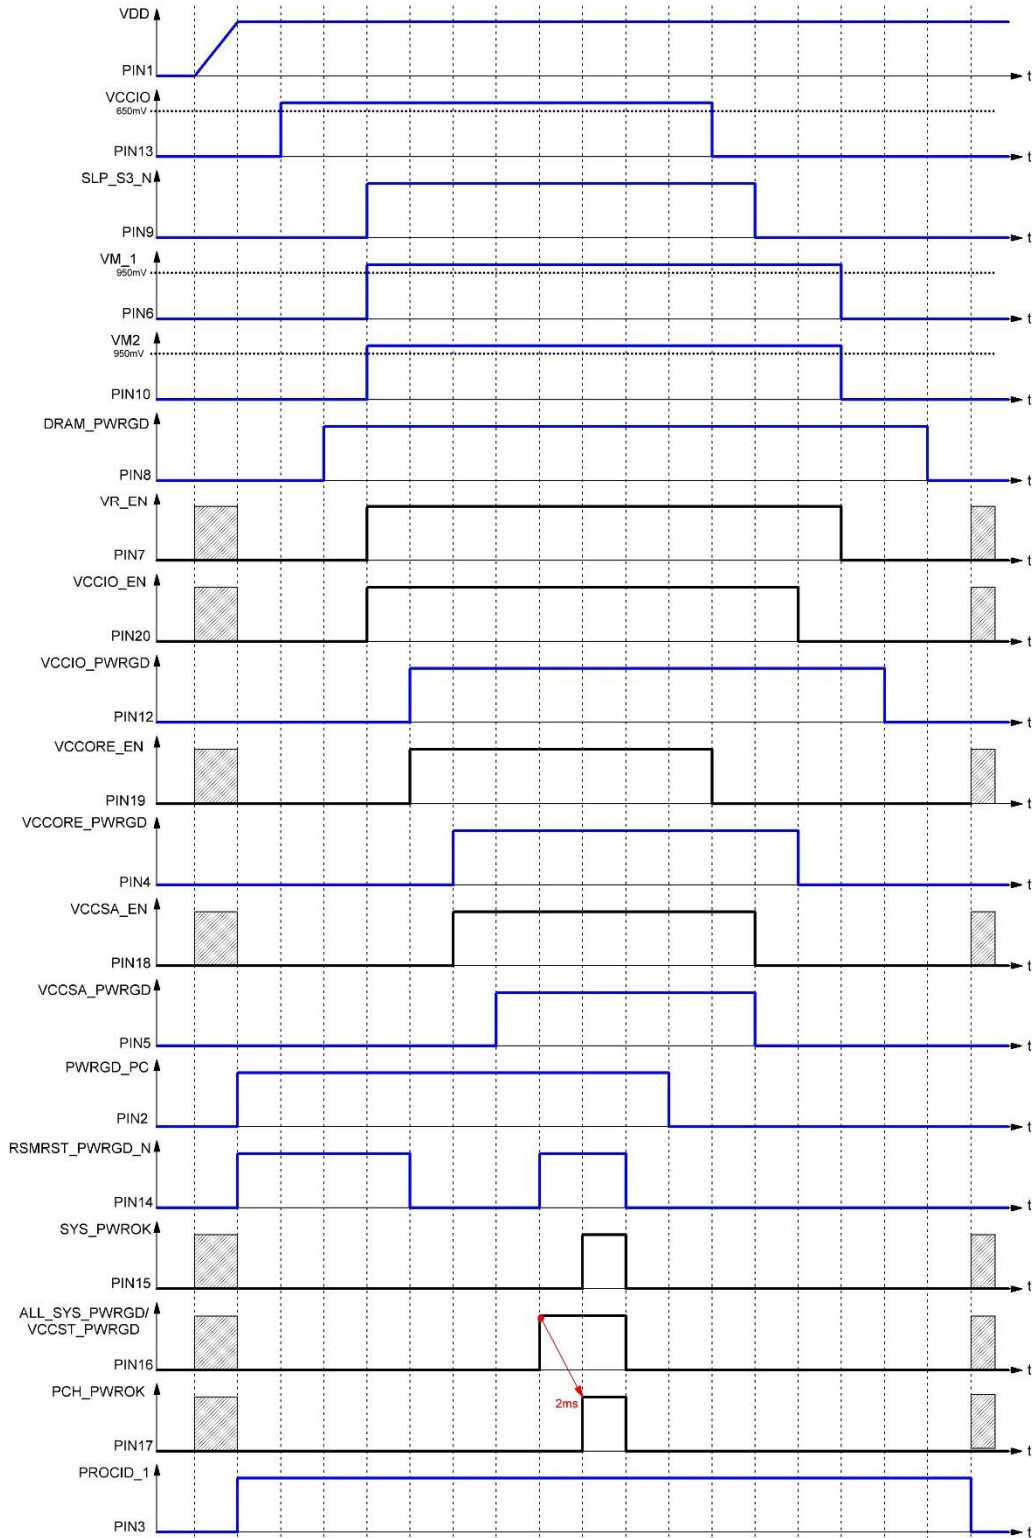 VDD
PIN1
t
VCCIO
650mV
PIN13
t
SLP_S3_N
PIN9
t
VM_1
950mV
PIN6
t
VM2
950mV
PIN10
t
DRAM_PWRGD
PIN8
t
VR_EN
PIN7
t
VCCIO_EN
PIN20
t
VCCIO_PWRGD
PIN12
t
VCCORE_EN
PIN19
t
VCCORE_PWRGD
PIN4
t
VCCSA_EN
PIN18
t
VCCSA_PWRGD
PIN5
t
PWRGD_PC
PIN2
t
RSMRST_PWRGD_N
PIN14
t
SYS_PWROK
PIN15
t
ALL_SYS_PWRGD/
VCCST_PWRGD
PIN16
t
PCH_PWROK
2ms
PIN17
t
PROCID_1
PIN3
t